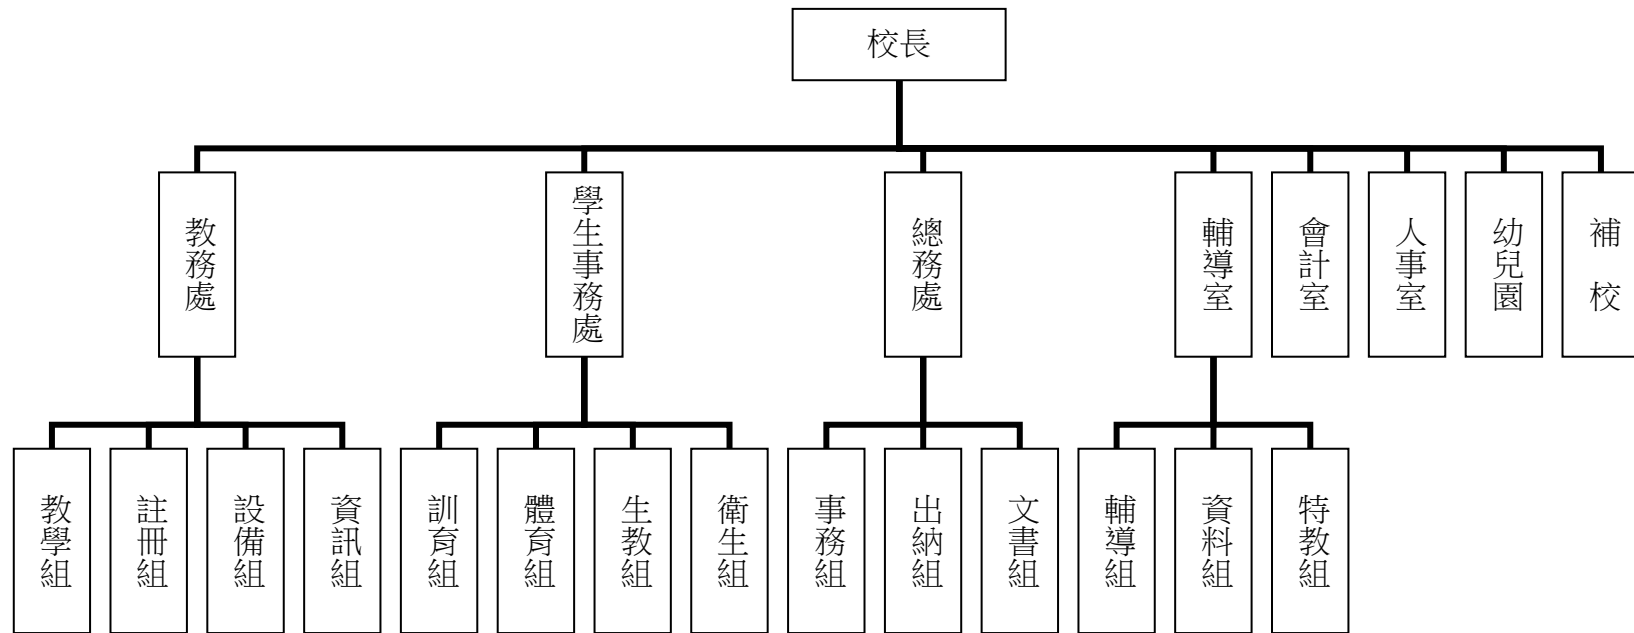 校長
教務處
學生事務處
總務處
輔導室
會計室
人事室
幼兒園
補 校
教學組
註冊組
設備組
資訊組
訓育組
體育組
生教組
衛生組
事務組
出納組
文書組
輔導組
資料組
特教組